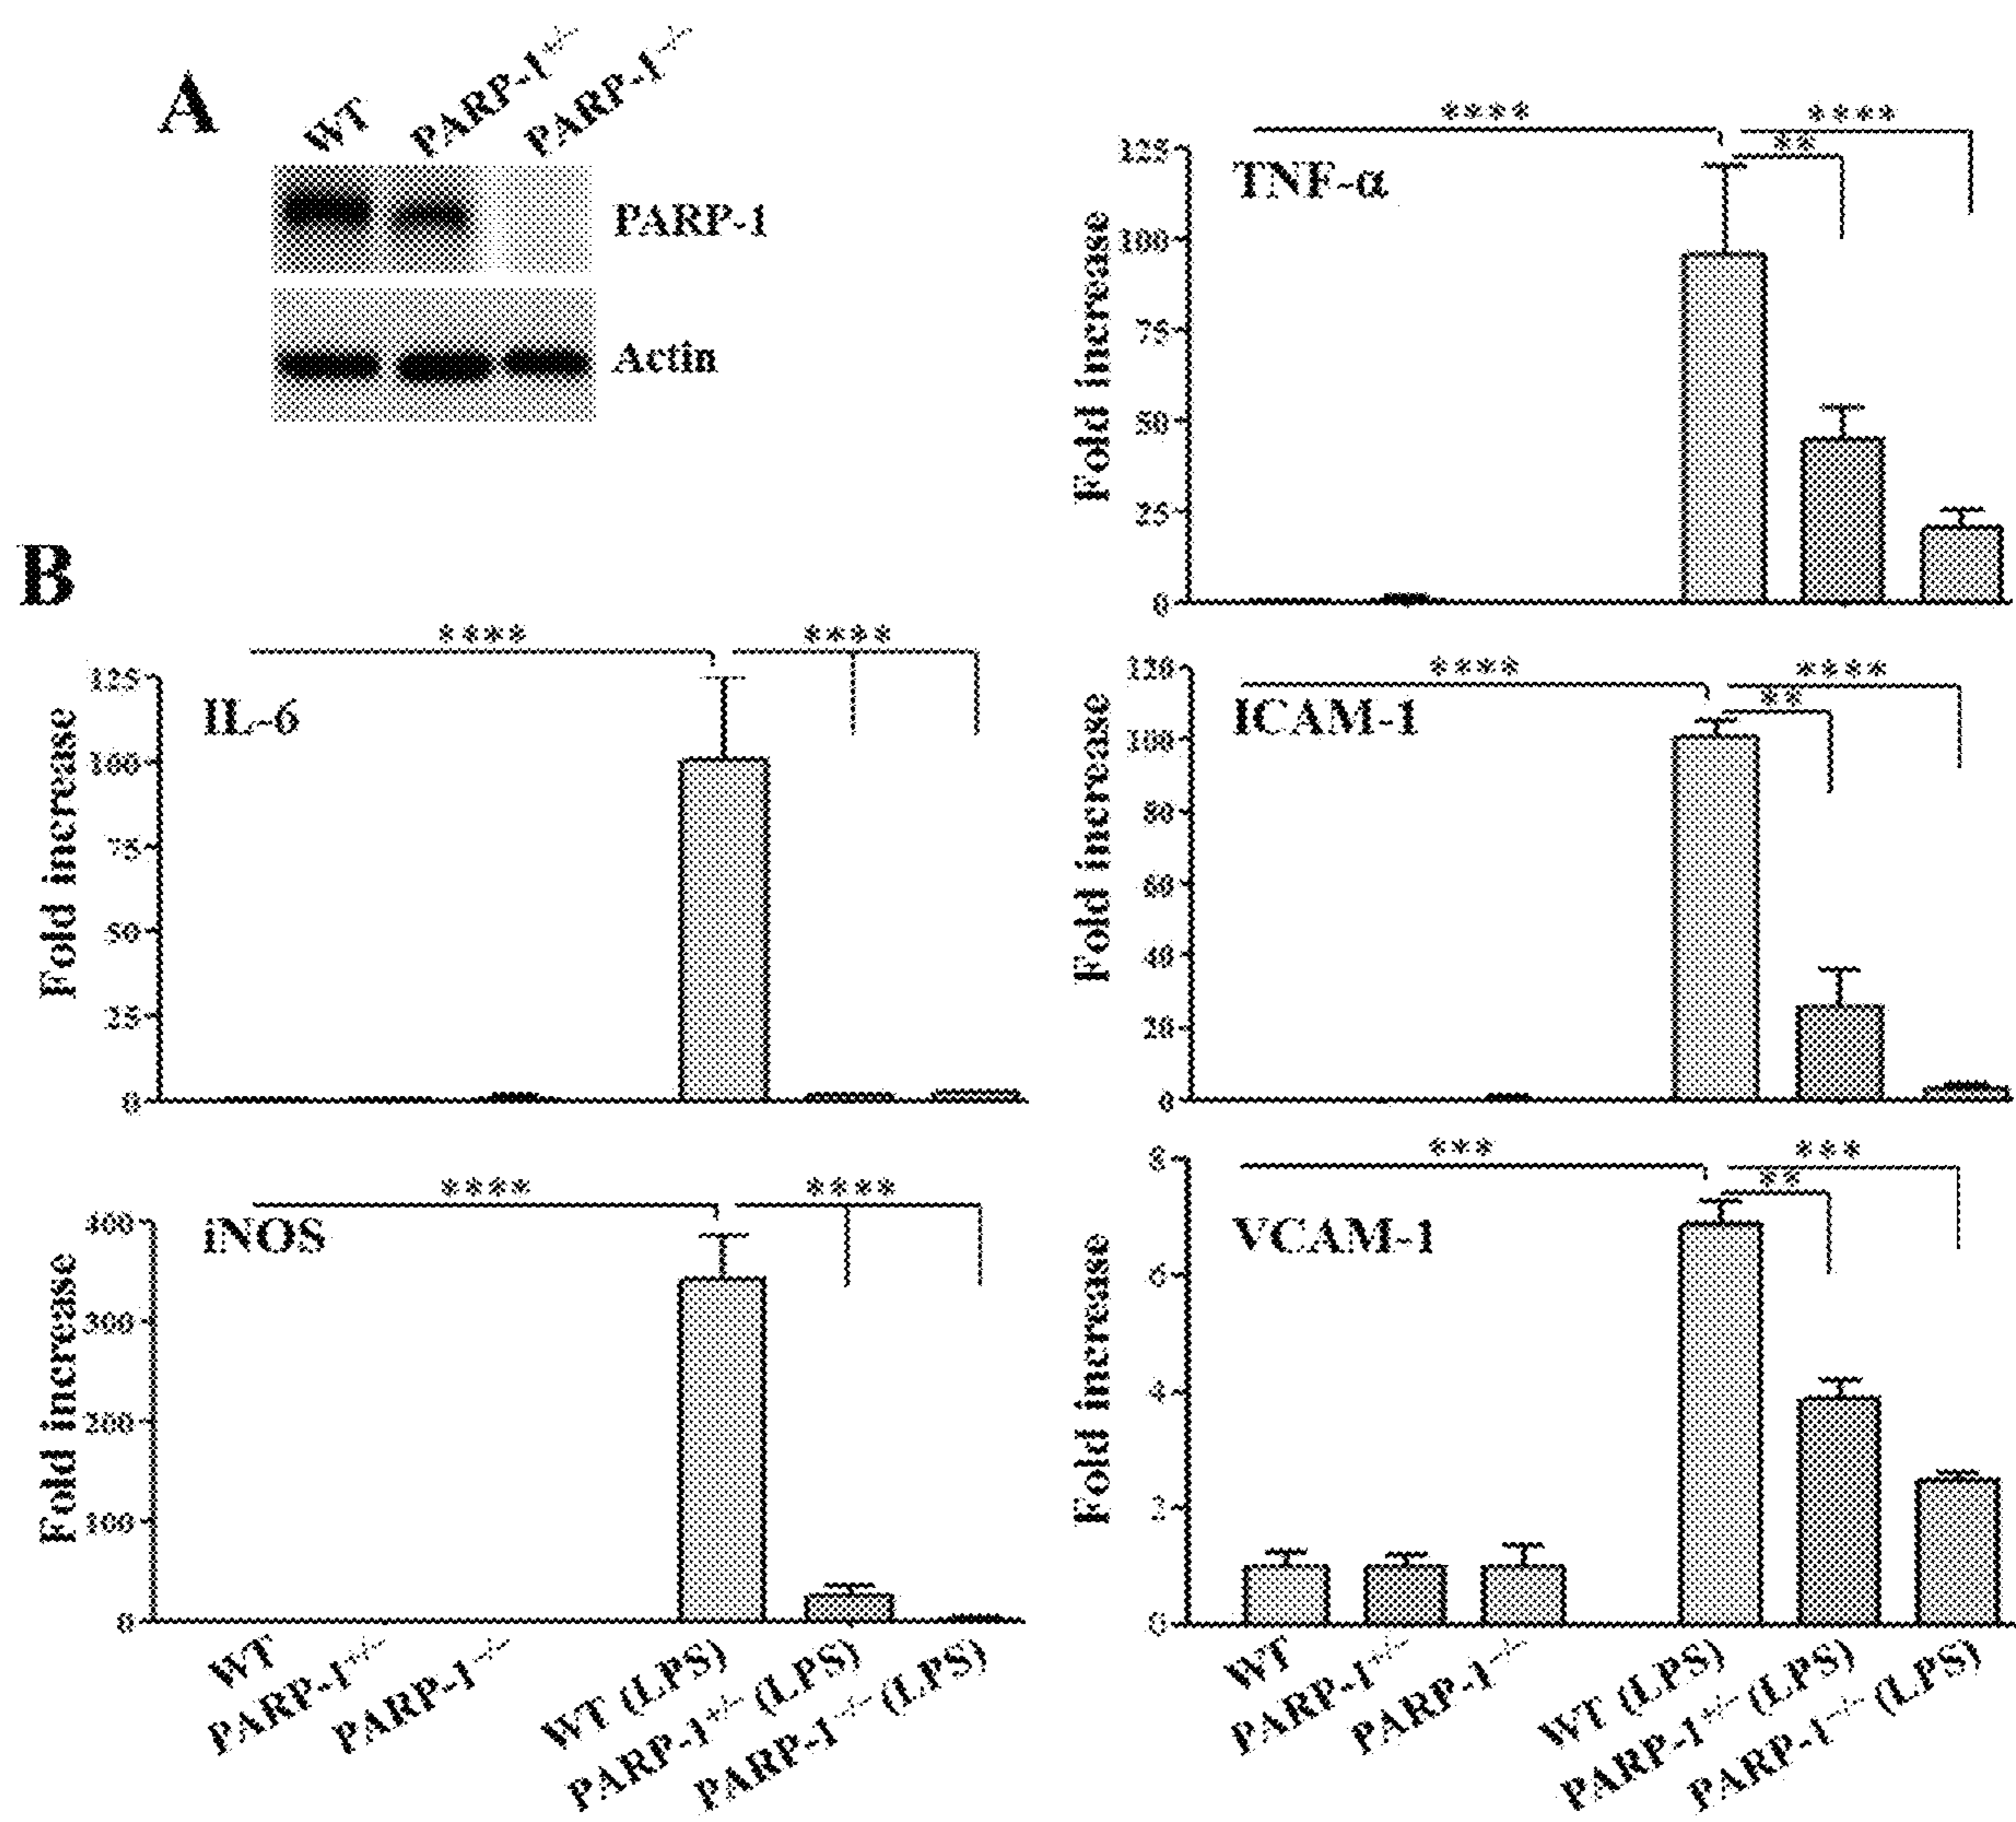 A
WT
PARP-1+/-
PARP-1-/-
PARP-1
Actin
B
****
****
**
TNF-α
Fold increase
125
100
75
50
25
0
****
****
IL-6
Fold increase
125
100
75
50
25
0
****
****
**
ICAM-1
Fold increase
120
100
80
60
40
20
0
****
****
iNOS
Fold increase
400
300
200
100
0
WT
PARP-1+/-
PARP-1-/-
WT (LPS)
PARP-1+/- (LPS)
PARP-1-/- (LPS)
***
***
**
VCAM-1
Fold increase
8
6
4
2
0
WT
PARP-1+/-
PARP-1-/-
WT (LPS)
PARP-1+/- (LPS)
PARP-1-/- (LPS)